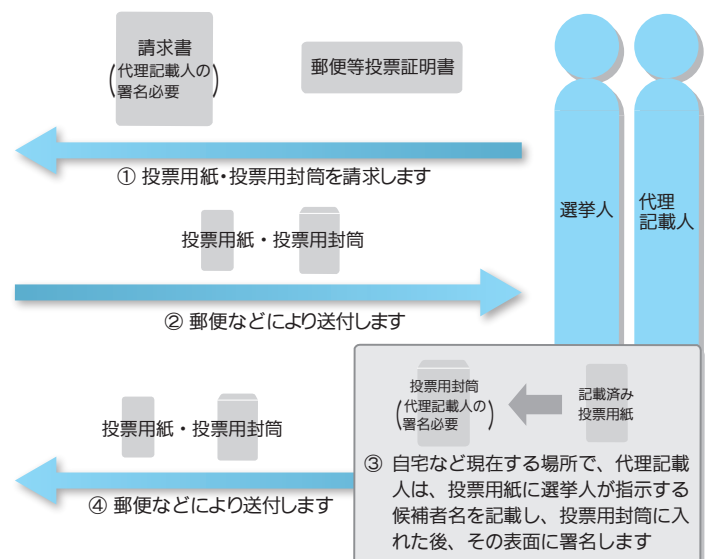 請求書
(代理記載人の
署名必要)
郵便等投票証明書
① 投票用紙・投票用封筒を請求します
選挙人
代理
記載人
投票用紙・投票用封筒
② 郵便などにより送付します
投票用封筒
(代理記載人の
署名必要)
記載済み
投票用紙
③ 自宅など現在する場所で、代理記載
人は、投票用紙に選挙人が指示する
候補者名を記載し、投票用封筒に入
れた後、その表面に署名します
投票用紙・投票用封筒
④ 郵便などにより送付します